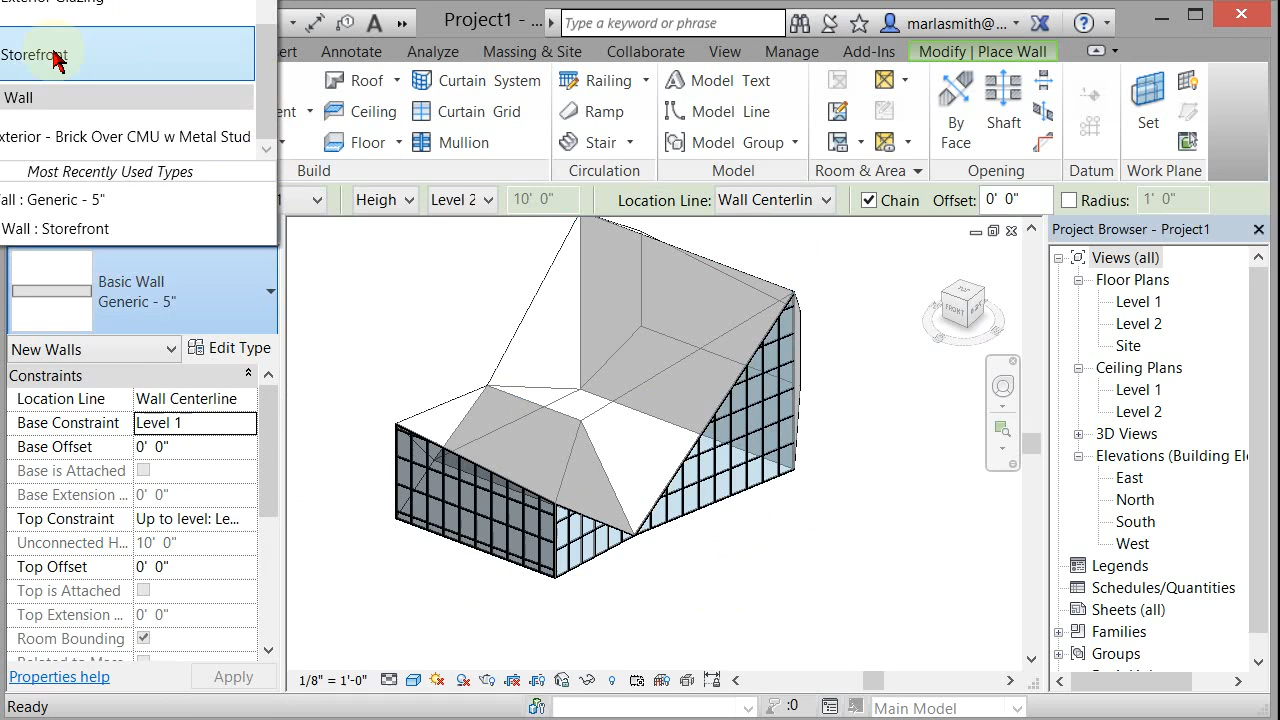 Exterior Glazing
Storefront
Wall
xterior - Brick Over CMU w Metal Stud
Most Recently Used Types
all : Generic - 5"
Wall : Storefront
Project1 - ...
Type a keyword or phrase
marlasmith@...
ert Annotate Analyze Massing & Site Collaborate View Manage Add-Ins Modify | Place Wall
Roof Curtain System Railing Model Text
ent Ceiling Curtain Grid Ramp Model Line By Face Shaft Set
Floor Mullion Stair Model Group
Build Circulation Model Room & Area Opening Datum Work Plane
Heigh Level 2 10' 0" Location Line: Wall Centerlin Chain Offset: 0' 0" Radius: 1' 0"
Basic Wall
Generic - 5"
New Walls Edit Type
Constraints
Location Line Wall Centerline
Base Constraint Level 1
Base Offset 0' 0"
Base is Attached
Base Extension ... 0' 0"
Top Constraint Up to level: Le...
Unconnected H... 10' 0"
Top Offset 0' 0"
Top is Attached
Top Extension ... 0' 0"
Room Bounding
Properties help Apply
FRONT
1/8" = 1'-0"
Project Browser - Project1
Views (all)
Floor Plans
Level 1
Level 2
Site
Ceiling Plans
Level 1
Level 2
3D Views
Elevations (Building El
East
North
South
West
Legends
Schedules/Quantities
Sheets (all)
Families
Groups
Ready :0 Main Model